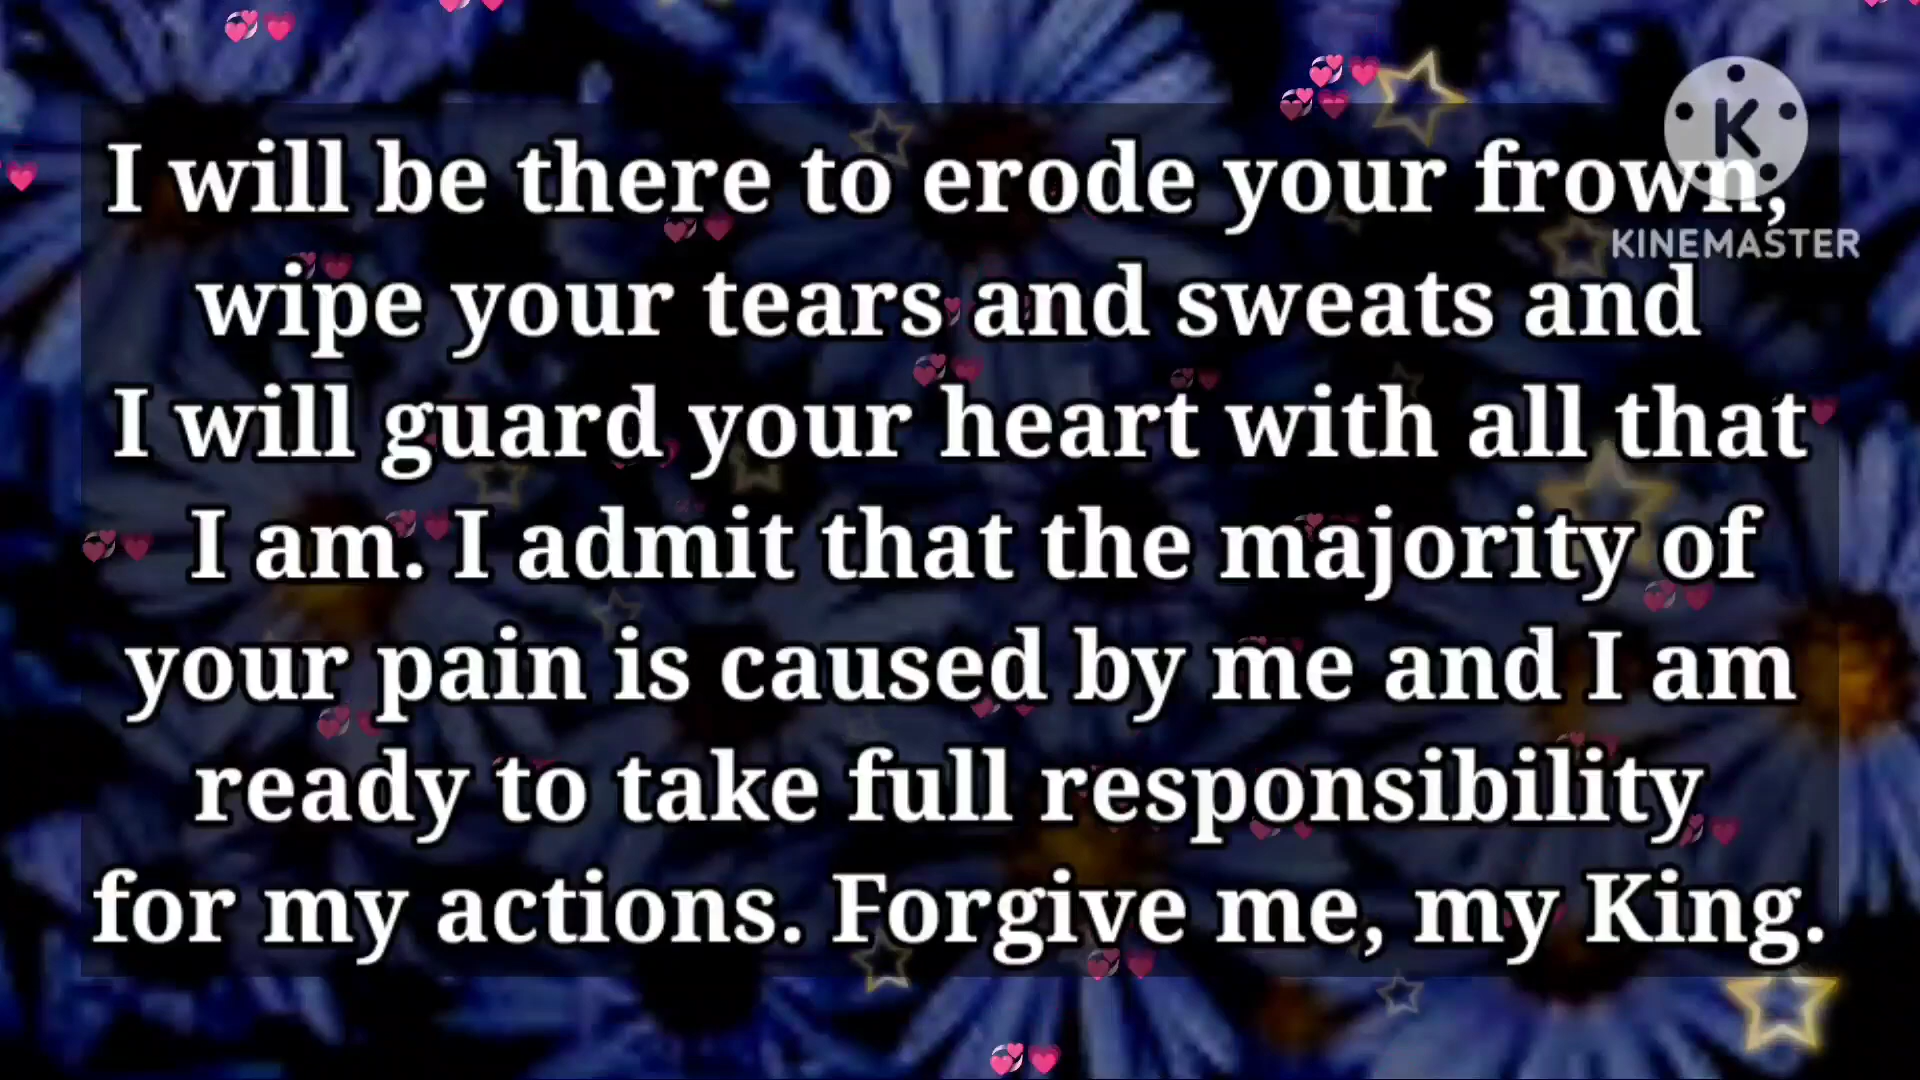 I will be there to erode your frown,
K
KINEMASTER
wipe your tears and sweats and
I will guard your heart with all that
I am. I admit that the majority of
your pain is caused by me and I am
ready to take full responsibility
for my actions. Forgive me, my King.